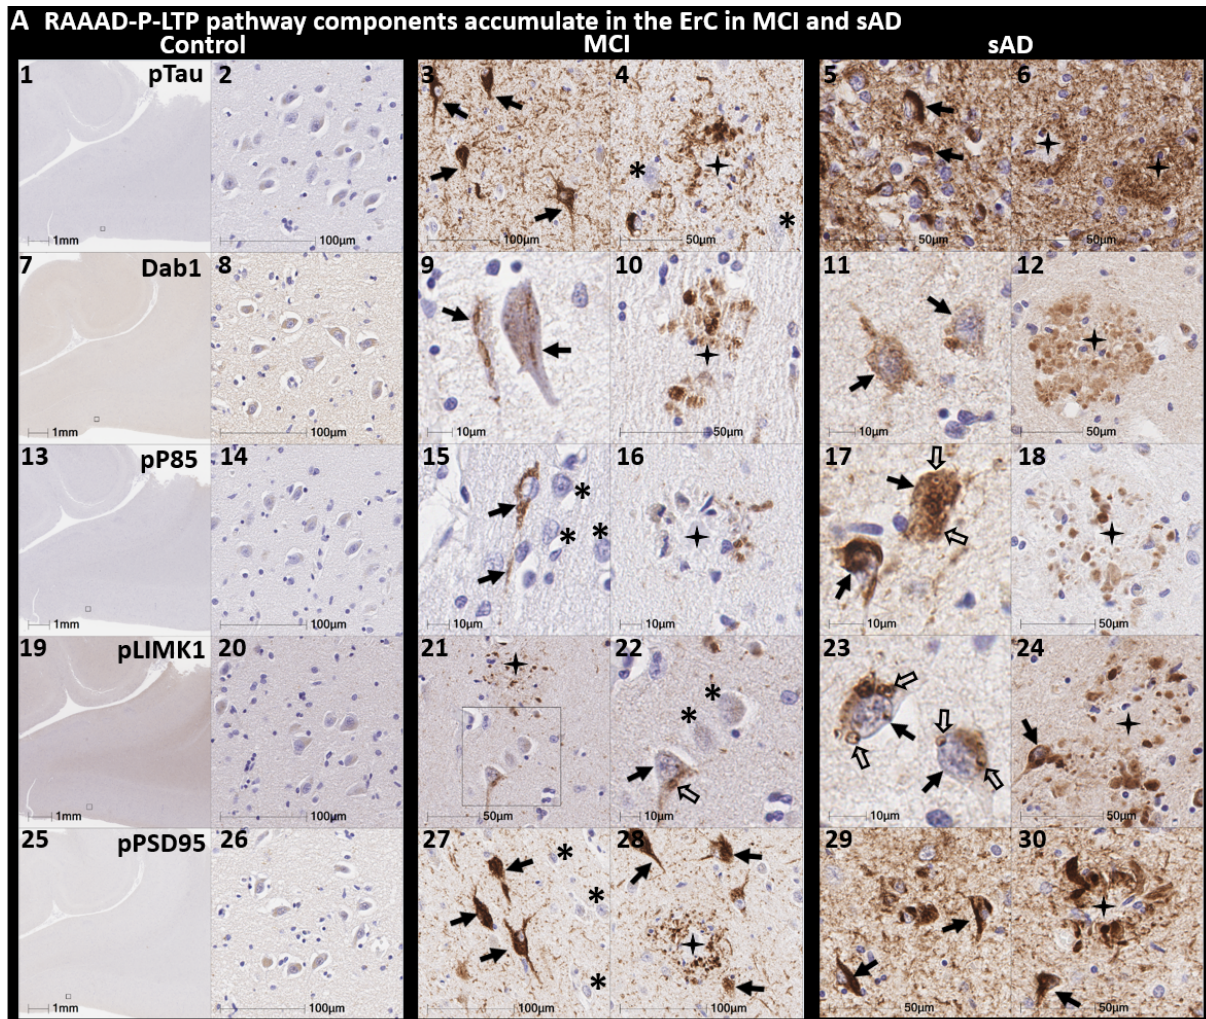 A RAAAD-P-LTP pathway components accumulate in the ErC in MCI and sAD
Control MCI sAD
1 pTau 2 3 4 5 6
1mm 100µm 100µm 50µm 50µm 50µm
7 Dab1 8 9 10 11 12
1mm 100µm 10µm 50µm 10µm 50µm
13 pP85 14 15 16 17 18
1mm 100µm 10µm 10µm 10µm 50µm
19 pLIMK1 20 21 22 23 24
1mm 100µm 50µm 10µm 10µm 50µm
25 pPSD95 26 27 28 29 30
1mm 100µm 100µm 100µm 50µm 50µm